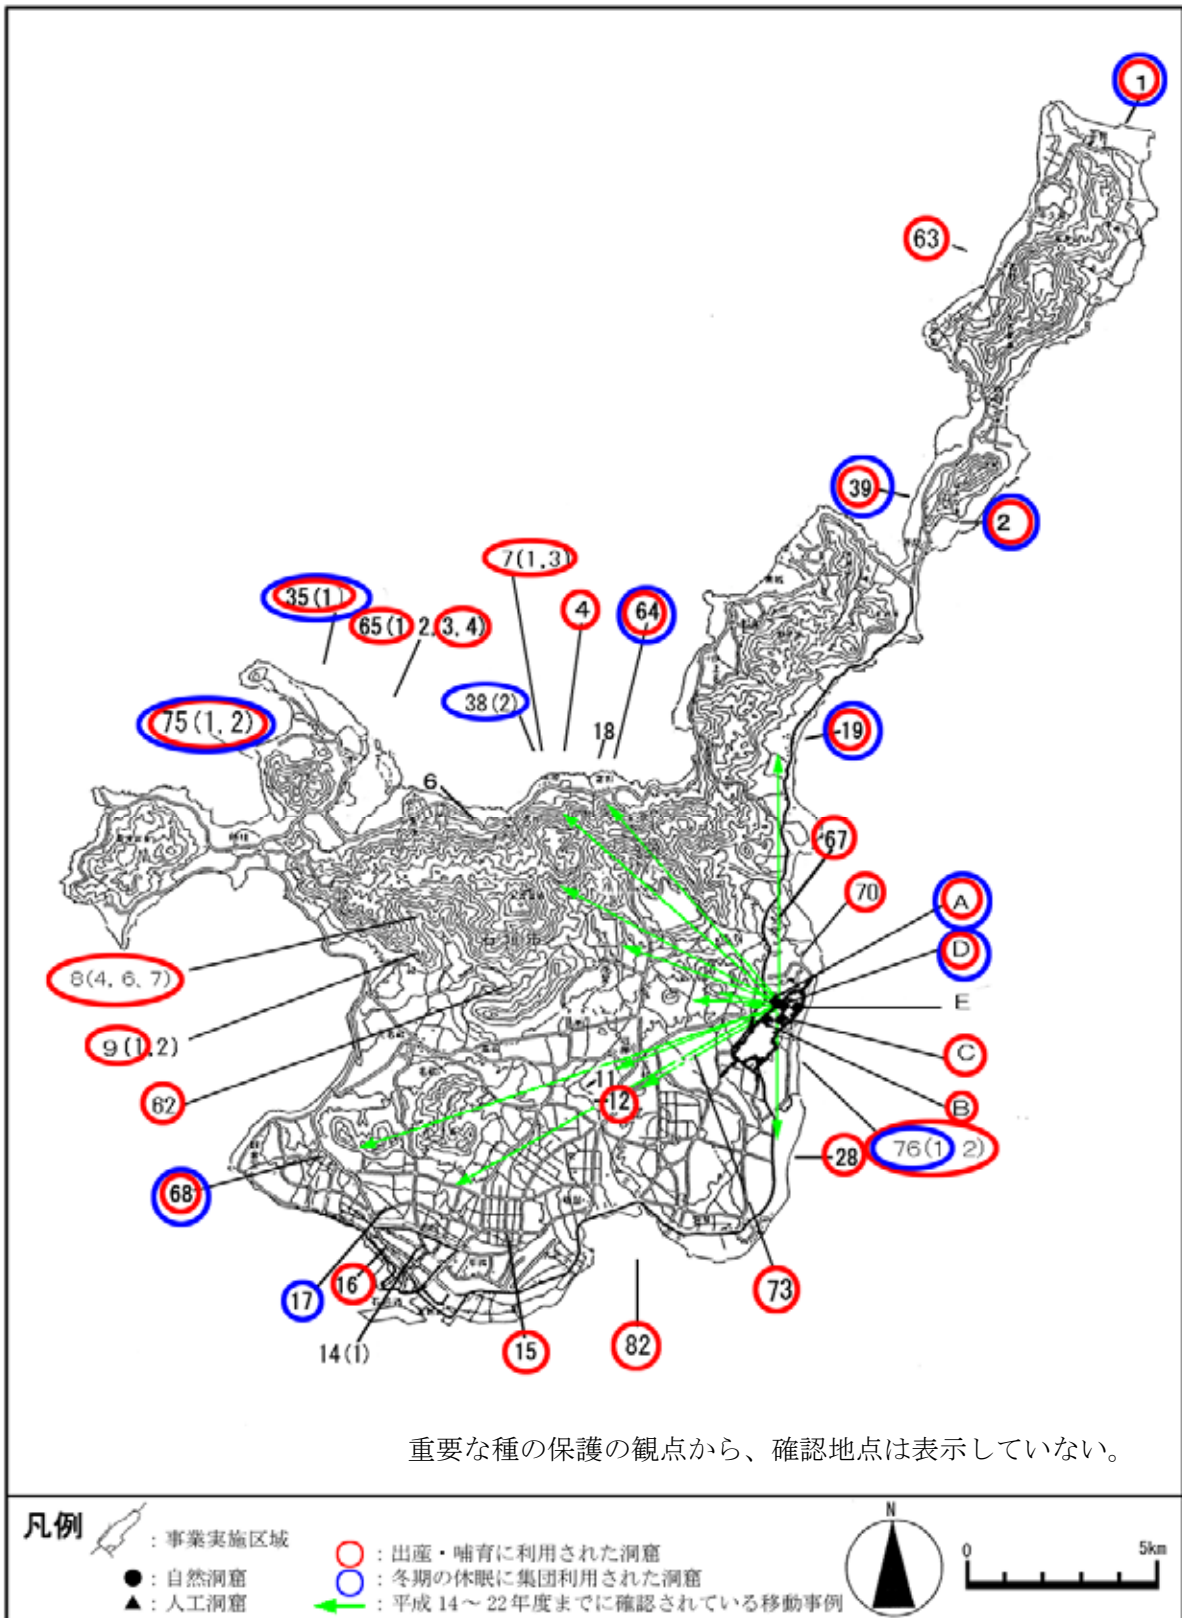 1
63
39
2
7(1,3)
35(1)
4
64
65(1 2,3,4)
38(2)
75(1,2)
18
19
6
67
70
A
D
8(4,6,7)
E
9(1,2)
C
62
11
12
B
76(1 2)
28
68
73
17
16
14(1)
15
82
重要な種の保護の観点から、確認地点は表示していない。
凡例
：事業実施区域
：自然洞窟
：人工洞窟
：出産・哺育に利用された洞窟
：冬期の休眠に集団利用された洞窟
：平成14～22年度までに確認されている移動事例
N
0 5km